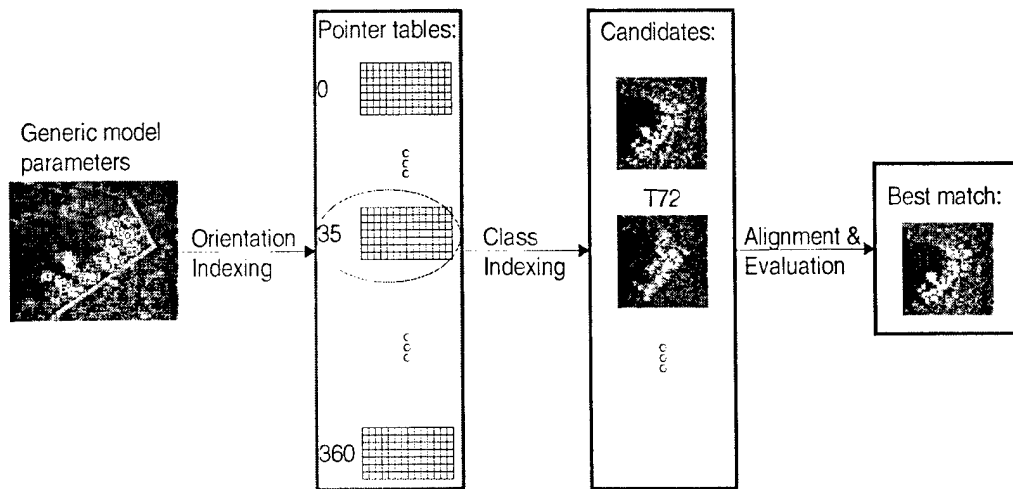 Generic model
parameters
Orientation
Indexing
Pointer tables:
0
35
360
Class
Indexing
Candidates:
T72
Alignment &
Evaluation
Best match: